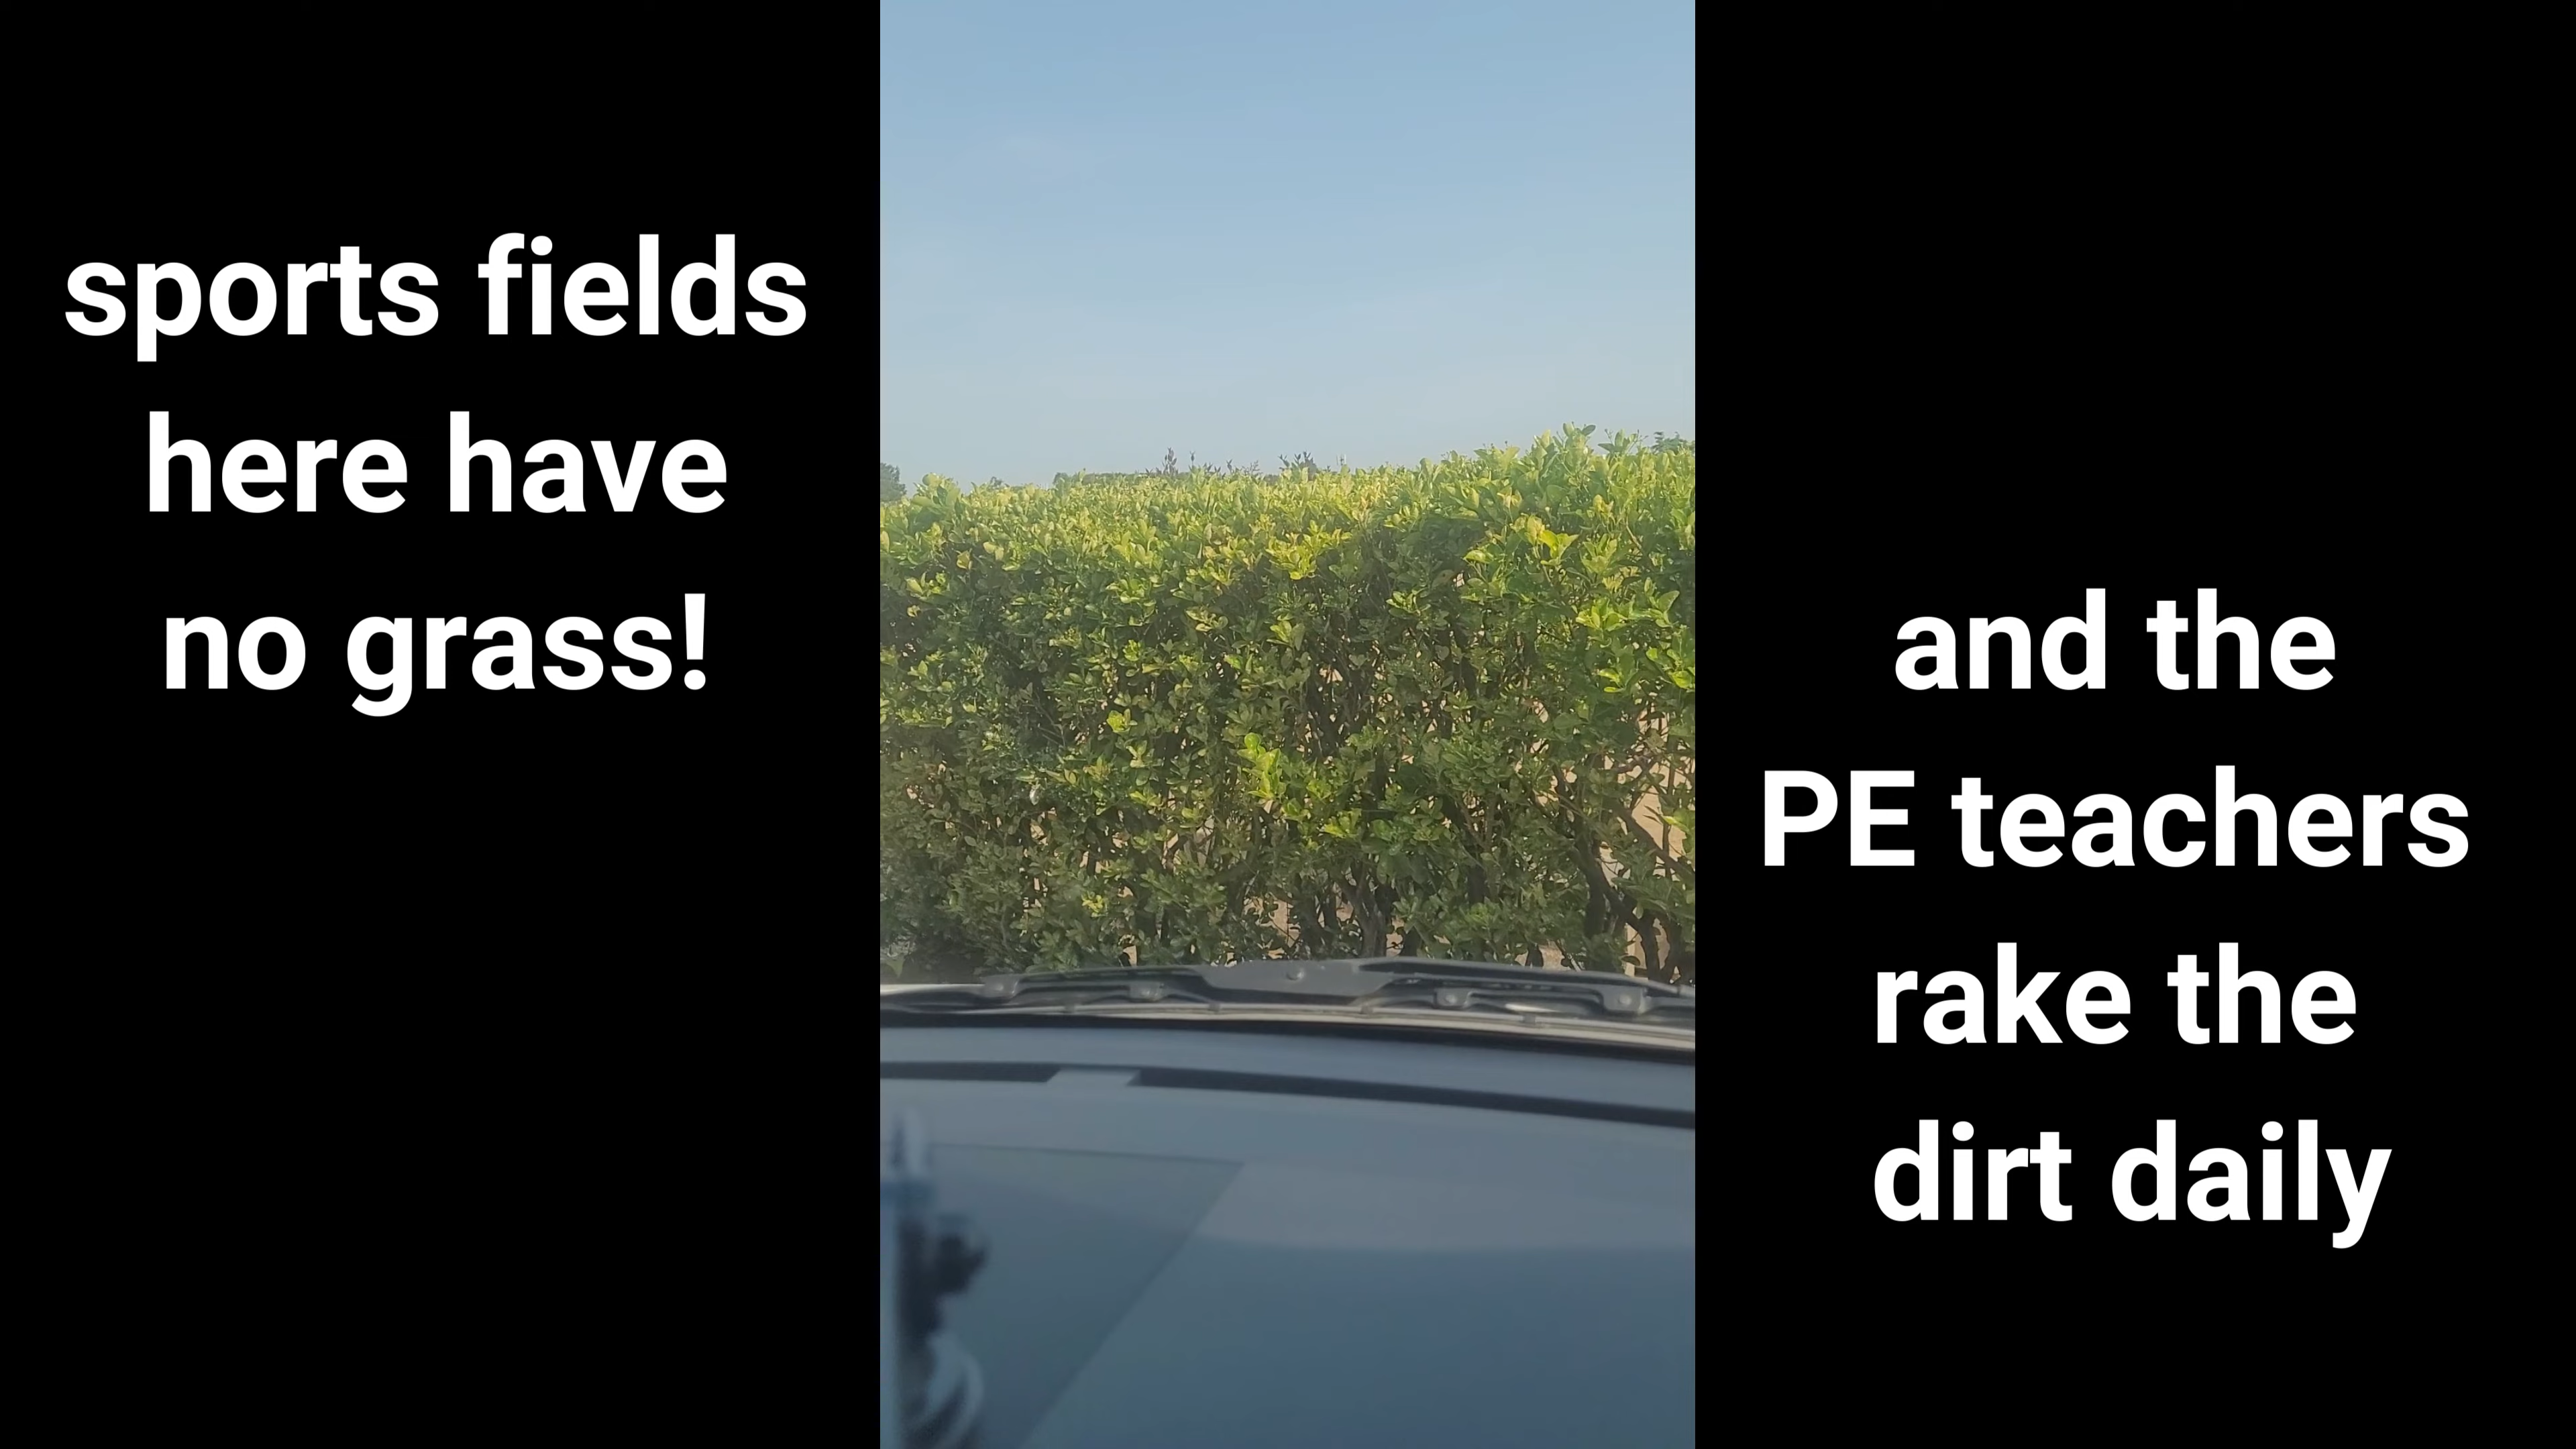 sports fields
here have
no grass!
and the
PE teachers
rake the
dirt daily